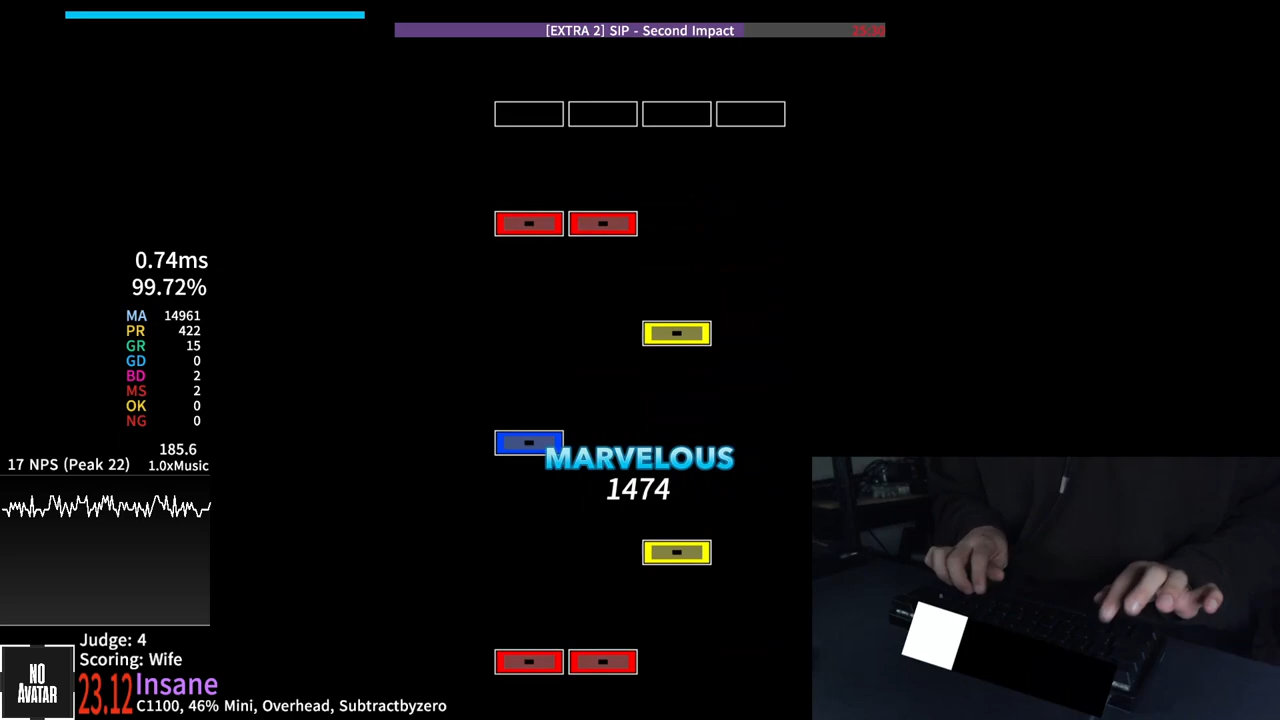 [EXTRA 2] SIP - Second Impact
25:30
0.74ms
99.72%
MA 14961
PR 422
GR 15
GD 0
BD 2
MS 2
OK 0
NG 0
185.6
17 NPS (Peak 22) 1.0xMusic
MARVELOUS
1474
Judge: 4
Scoring: Wife
NO AVATAR
23.12 Insane
C1100, 46% Mini, Overhead, Subtractbyzero